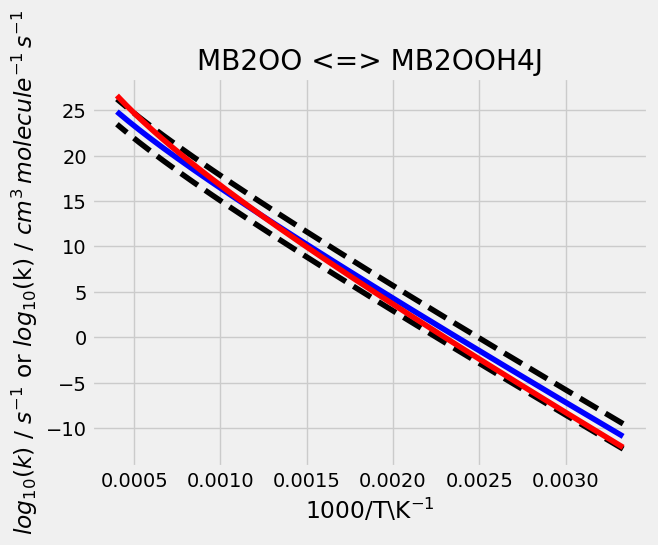 MB2OO <=> MB2OOH4J
log₁₀(k) / s⁻¹ or log₁₀(k) / cm³ molecule⁻¹ s⁻¹
25
20
15
10
5
0
−5
−10
0.0005 0.0010 0.0015 0.0020 0.0025 0.0030
1000/T\K⁻¹